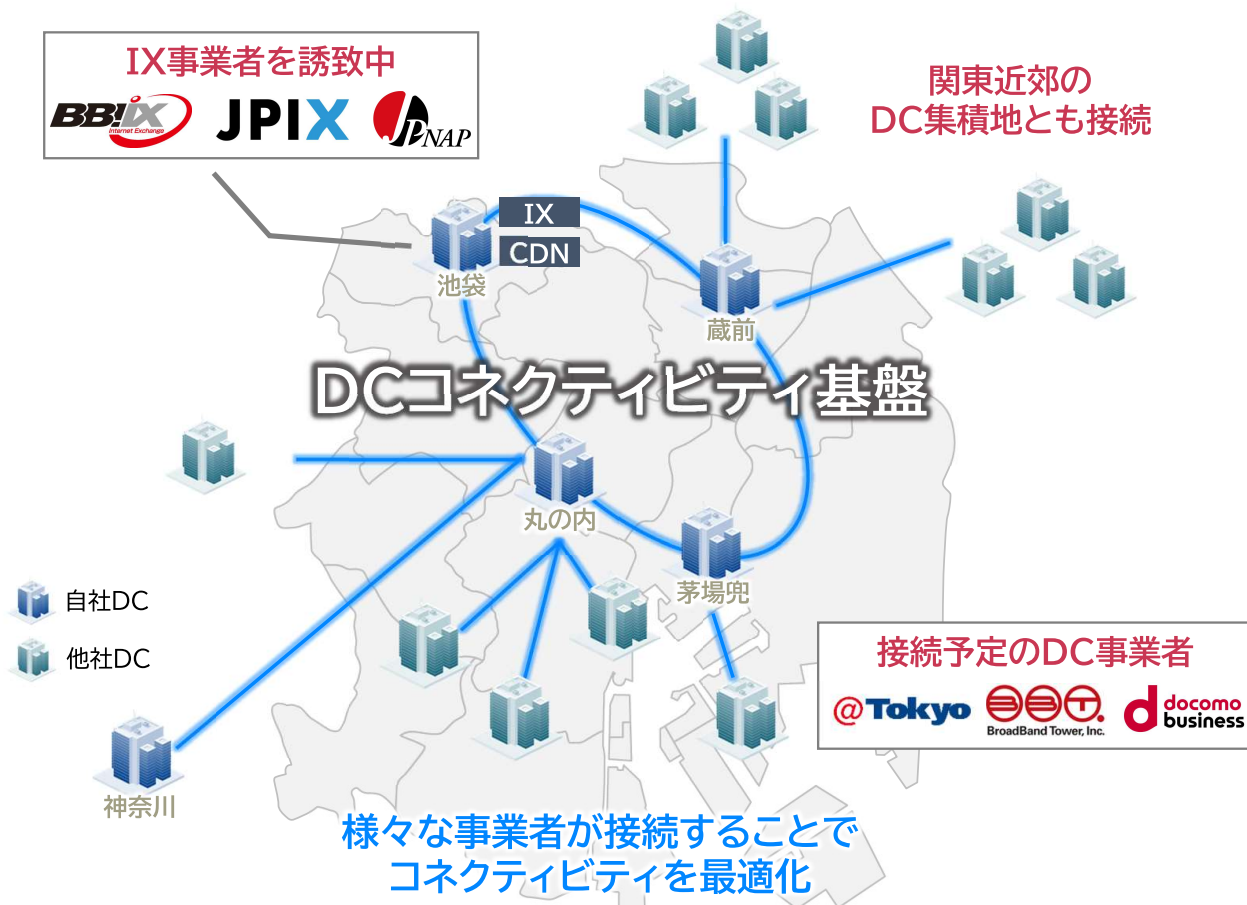 IX事業者を誘致中
BB!iX
Internet Exchange
JPIX
JPNAP
関東近郊の
DC集積地とも接続
IX
CDN
池袋
蔵前
DCコネクティビティ基盤
丸の内
茅場兜
自社DC
他社DC
神奈川
接続予定のDC事業者
@Tokyo
BBT.
BroadBand Tower, Inc.
docomo
business
様々な事業者が接続することで
コネクティビティを最適化